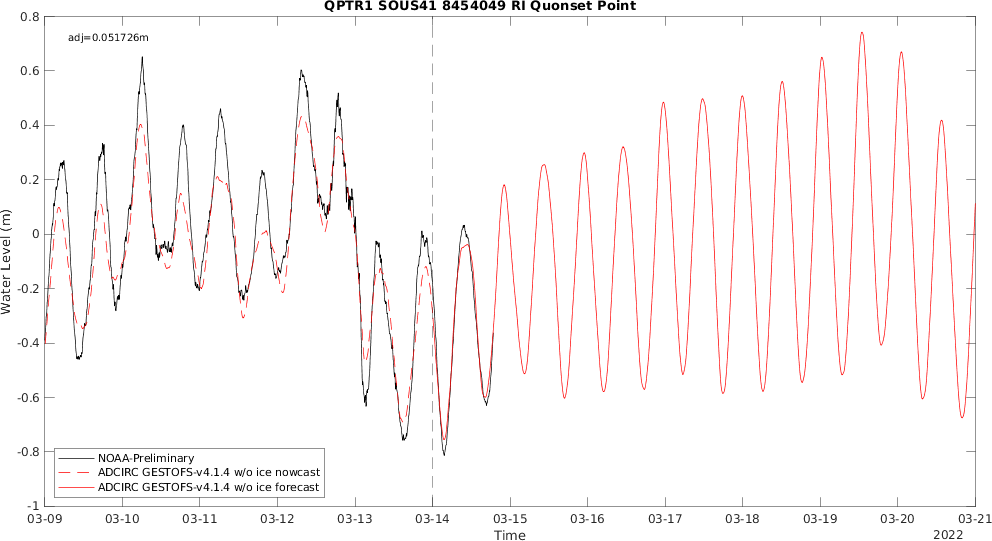 QPTR1 SOUS41 8454049 RI Quonset Point
adj=0.051726m
0.8
0.6
0.4
0.2
0
-0.2
-0.4
-0.6
-0.8
-1
Water Level (m)
NOAA-Preliminary
ADCIRC GESTOFS-v4.1.4 w/o ice nowcast
ADCIRC GESTOFS-v4.1.4 w/o ice forecast
03-09 03-10 03-11 03-12 03-13 03-14 03-15 03-16 03-17 03-18 03-19 03-20 03-21
Time
2022